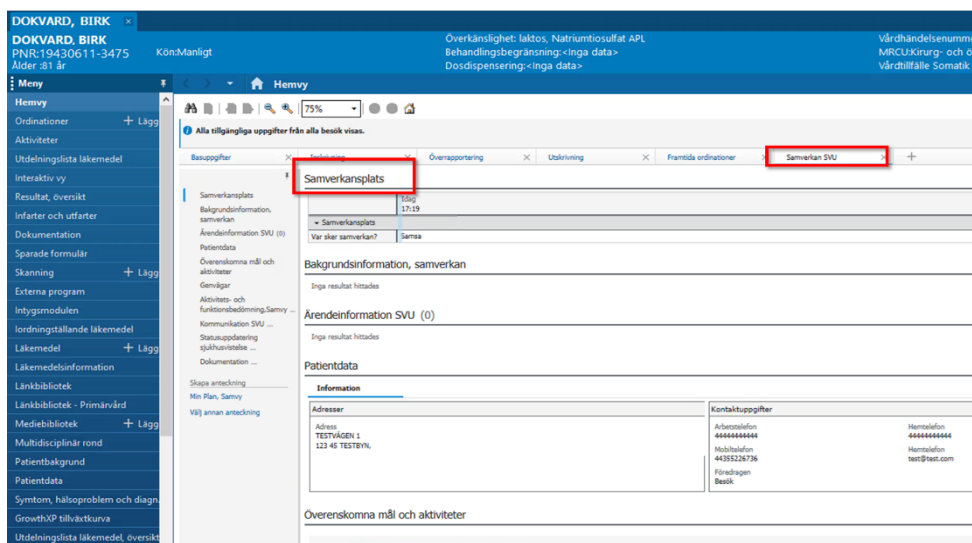 DOKVARD, BIRK
DOKVARD, BIRK
PNR:19430611-3475
Kön:Manligt
Ålder :81 år
Överkänslighet: laktos, Natriumtiosulfat APL
Behandlingsbegränsning:<Inga data>
Dosdispensering:<Inga data>
Vårdhändelsenumme
MRCU:Kirurg- och ö
Vårdtillfälle Somatik
Meny
Hemvy
Hemvy
Ordinationer + Lägg
Aktiviteter
Utdelningslista läkemedel
Interaktiv vy
Resultat, översikt
Infarter och utfarter
Dokumentation
Sparade formulär
Skanning + Lägg
Externa program
Intygsmodulen
Iordningställande läkemedel
Läkemedel + Lägg
Läkemedelsinformation
Länkbibliotek
Länkbibliotek - Primärvård
Mediebibliotek + Lägg
Multidisciplinär rond
Patientbakgrund
Patientdata
Symtom, hälsoproblem och diagn.
GrowthXP tillväxtkurva
Utdelningslista läkemedel, översikt
75%
Alla tillgängliga uppgifter från alla besök visas.
Basuppgifter
Överrapportering
Utskrivning
Framtida ordinationer
Samverkan SVU
Samverkansplats
Bakgrundsinformation,
samverkan
Ärendeinformation SVU (0)
Patientdata
Överenskomna mål och
aktiviteter
Genvägar
Aktivitets- och
funktionsbedömning,Samvy ...
Kommunikation SVU ...
Statusuppdatering
sjukhusvistelse ...
Dokumentation ...
Skapa anteckning
Min Plan, Samvy
Välj annan anteckning
Samverkansplats
Idag
17:19
Samverkansplats
Var sker samverkan? Samsa
Bakgrundsinformation, samverkan
Inga resultat hittades
Ärendeinformation SVU (0)
Inga resultat hittades
Patientdata
Information
Adresser
Adress
TESTVÄGEN 1
123 45 TESTBYN,
Kontaktuppgifter
Arbetstelefon
44444444444
Mobiltelefon
44355226736
Föredragen
Besök
Hemtelefon
44444444444
Hemtelefon
test@test.com
Överenskomna mål och aktiviteter